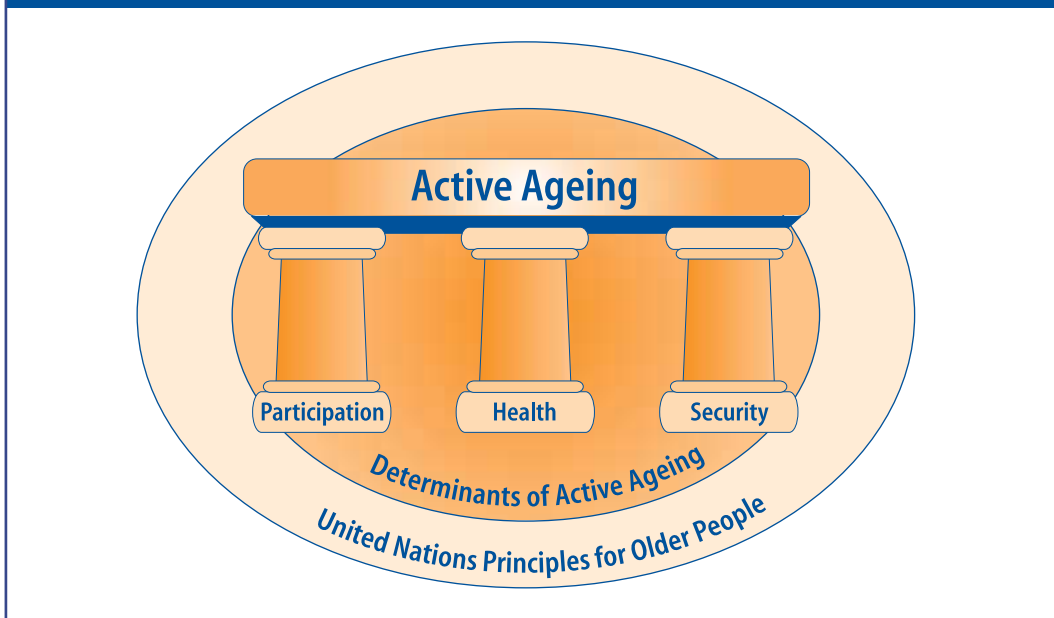 Active Ageing
Participation
Health
Security
Determinants of Active Ageing
United Nations Principles for Older People